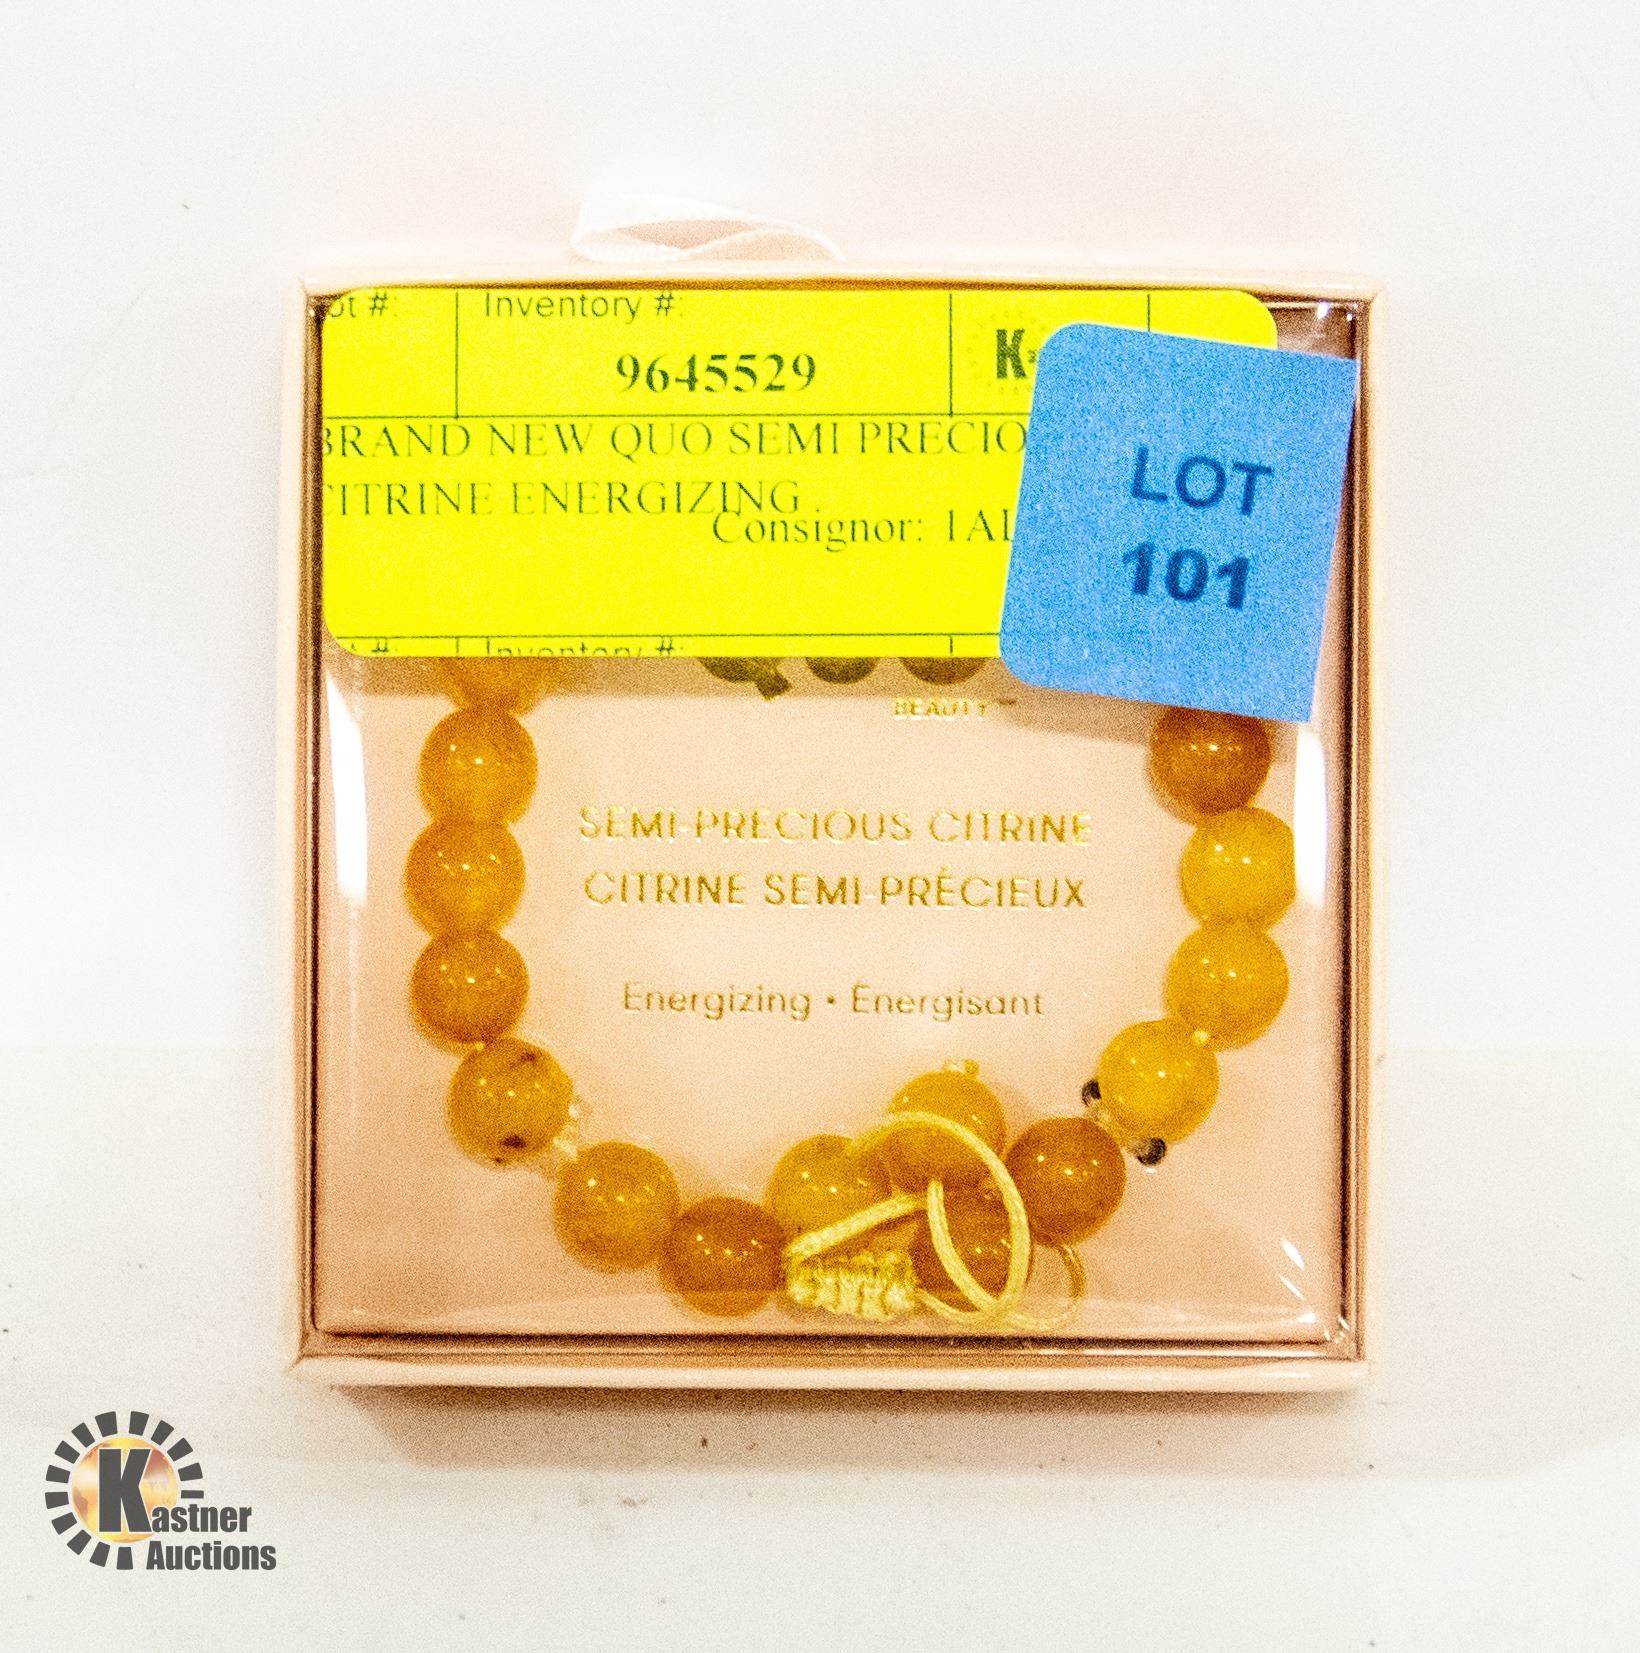 Inventory #:
9645529
K
BRAND NEW QUO SEMI PRECIO
CITRINE ENERGIZING
Consignor: 1AL
LOT
101
Inventory #:
BEAUTY
SEMI-PRECIOUS CITRINE
CITRINE SEMI-PRÉCIEUX
Energizing • Énergisant
Kastner
Auctions